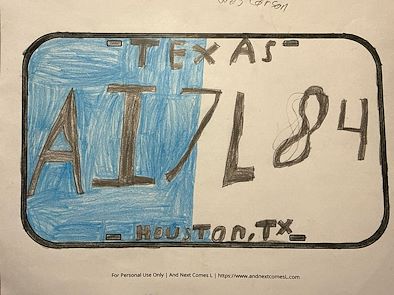 TEXAS
AI7L84
HOUSTON, TX
For Personal Use Only | And Next Comes L | https://www.andnextcomesL.com